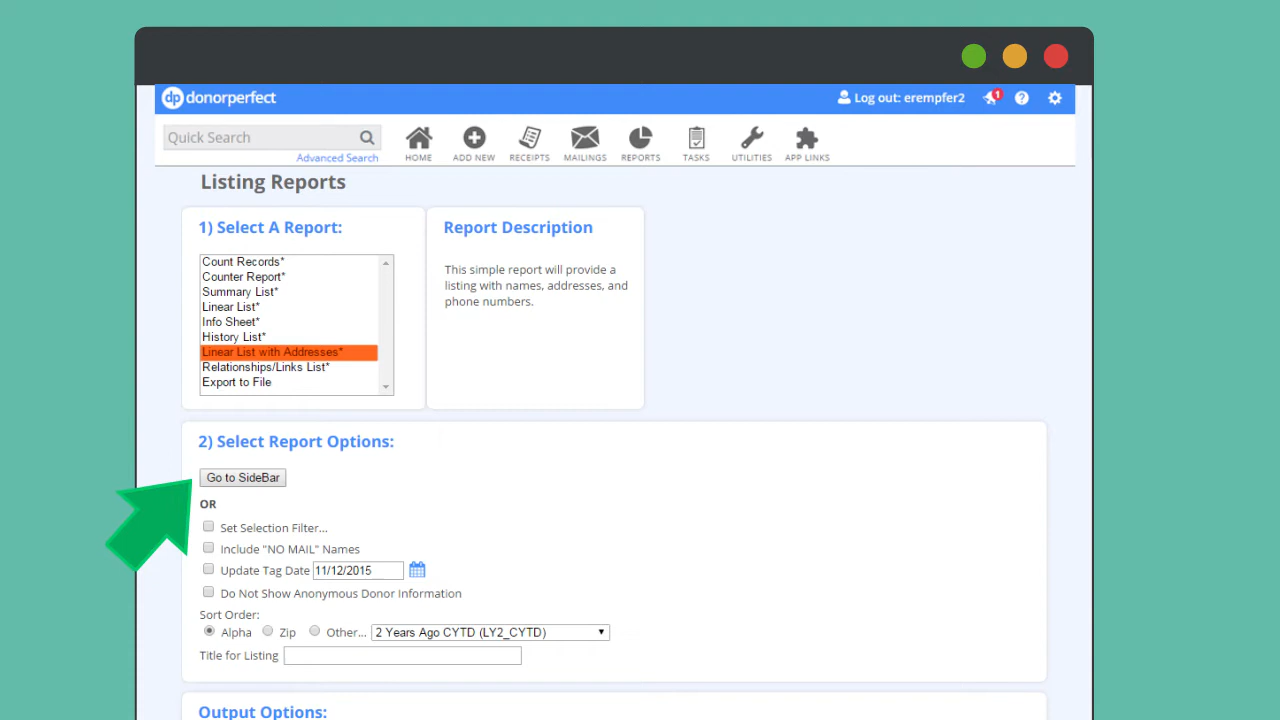 dp donorperfect
Log out: erempfer2
1
?
Quick Search
Advanced Search
HOME
ADD NEW
RECEIPTS
MAILINGS
REPORTS
TASKS
UTILITIES
APP LINKS
Listing Reports
1) Select A Report:
Count Records*
Counter Report*
Summary List*
Linear List*
Info Sheet*
History List*
Linear List with Addresses*
Relationships/Links List*
Export to File
Report Description
This simple report will provide a
listing with names, addresses, and
phone numbers.
2) Select Report Options:
Go to SideBar
OR
Set Selection Filter...
Include "NO MAIL" Names
Update Tag Date 11/12/2015
Do Not Show Anonymous Donor Information
Sort Order:
Alpha Zip Other... 2 Years Ago CYTD (LY2_CYTD)
Title for Listing
Output Options: